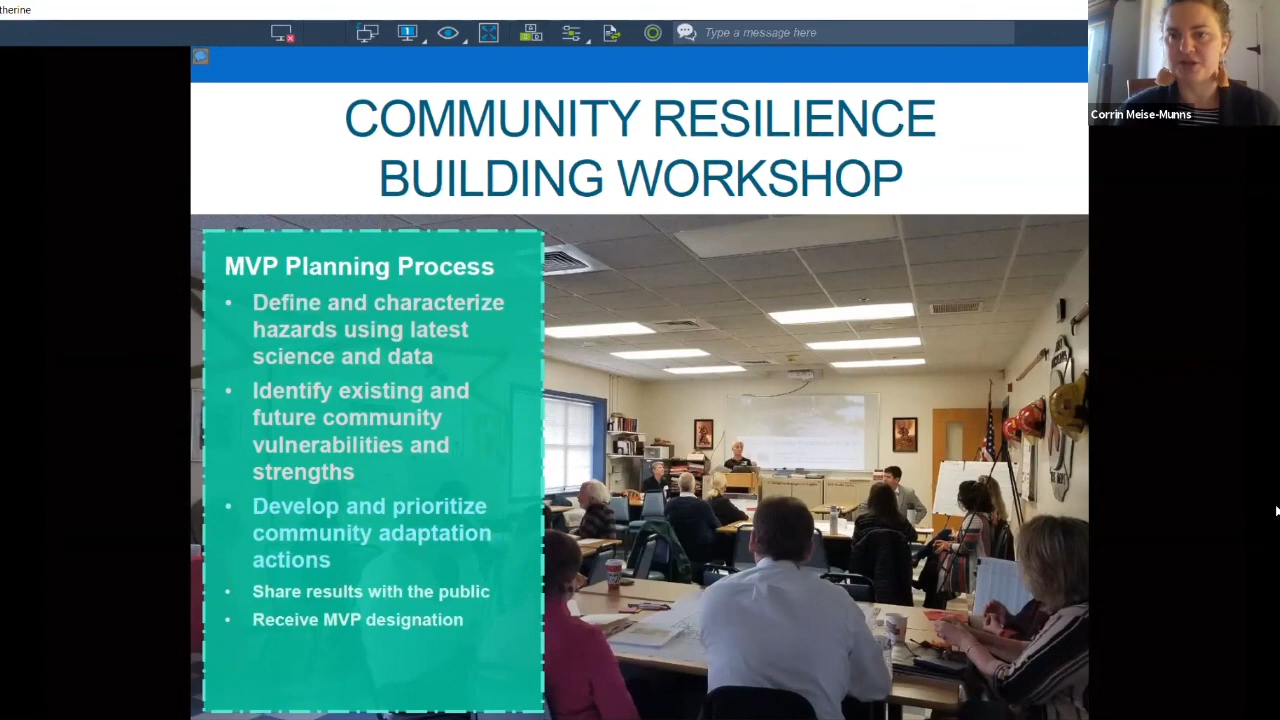 therine
1
Type a message here
Corrin Meise-Munns
COMMUNITY RESILIENCE
BUILDING WORKSHOP
MVP Planning Process
• Define and characterize
hazards using latest
science and data
• Identify existing and
future community
vulnerabilities and
strengths
• Develop and prioritize
community adaptation
actions
• Share results with the public
• Receive MVP designation